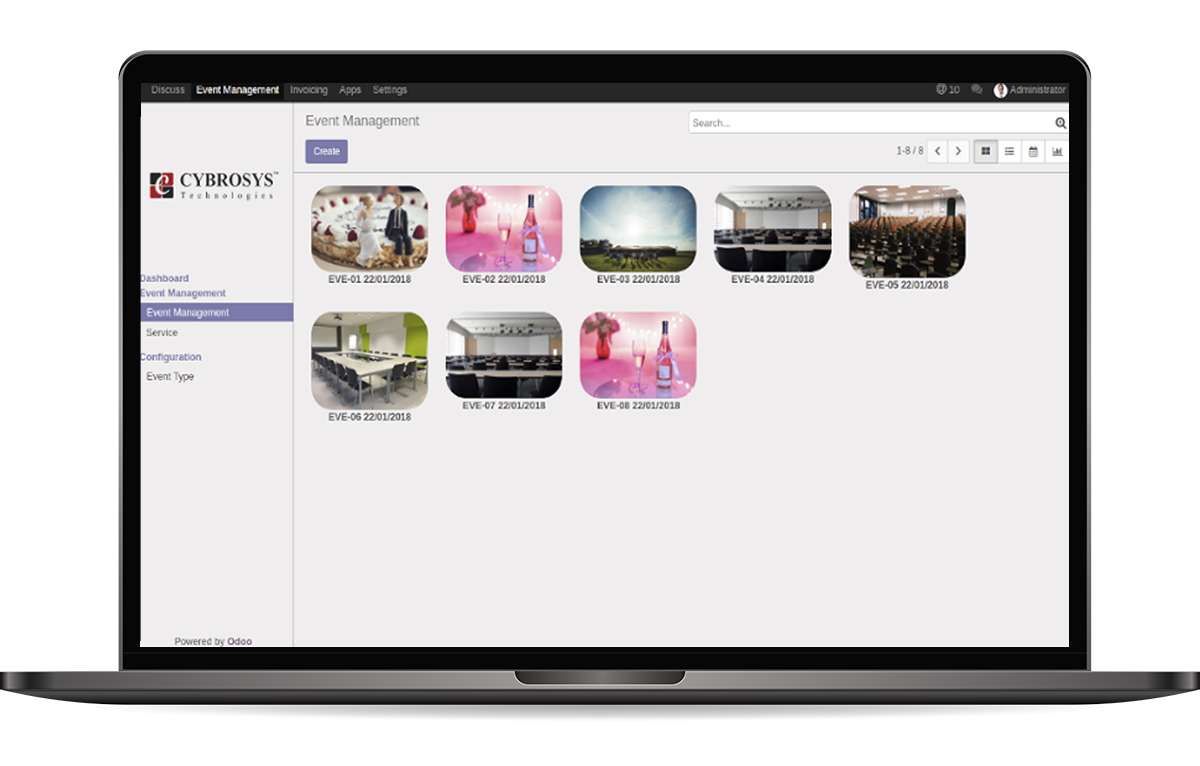 Discuss Event Management Invoicing Apps Settings @ 10 Administrator
Event Management
Search...
Create
1-8 / 8
CYBROSYS™
Technologies
Dashboard
Event Management
Event Management
Service
Configuration
Event Type
Powered by Odoo
EVE-01 22/01/2018
EVE-02 22/01/2018
EVE-03 22/01/2018
EVE-04 22/01/2018
EVE-05 22/01/2018
EVE-06 22/01/2018
EVE-07 22/01/2018
EVE-08 22/01/2018